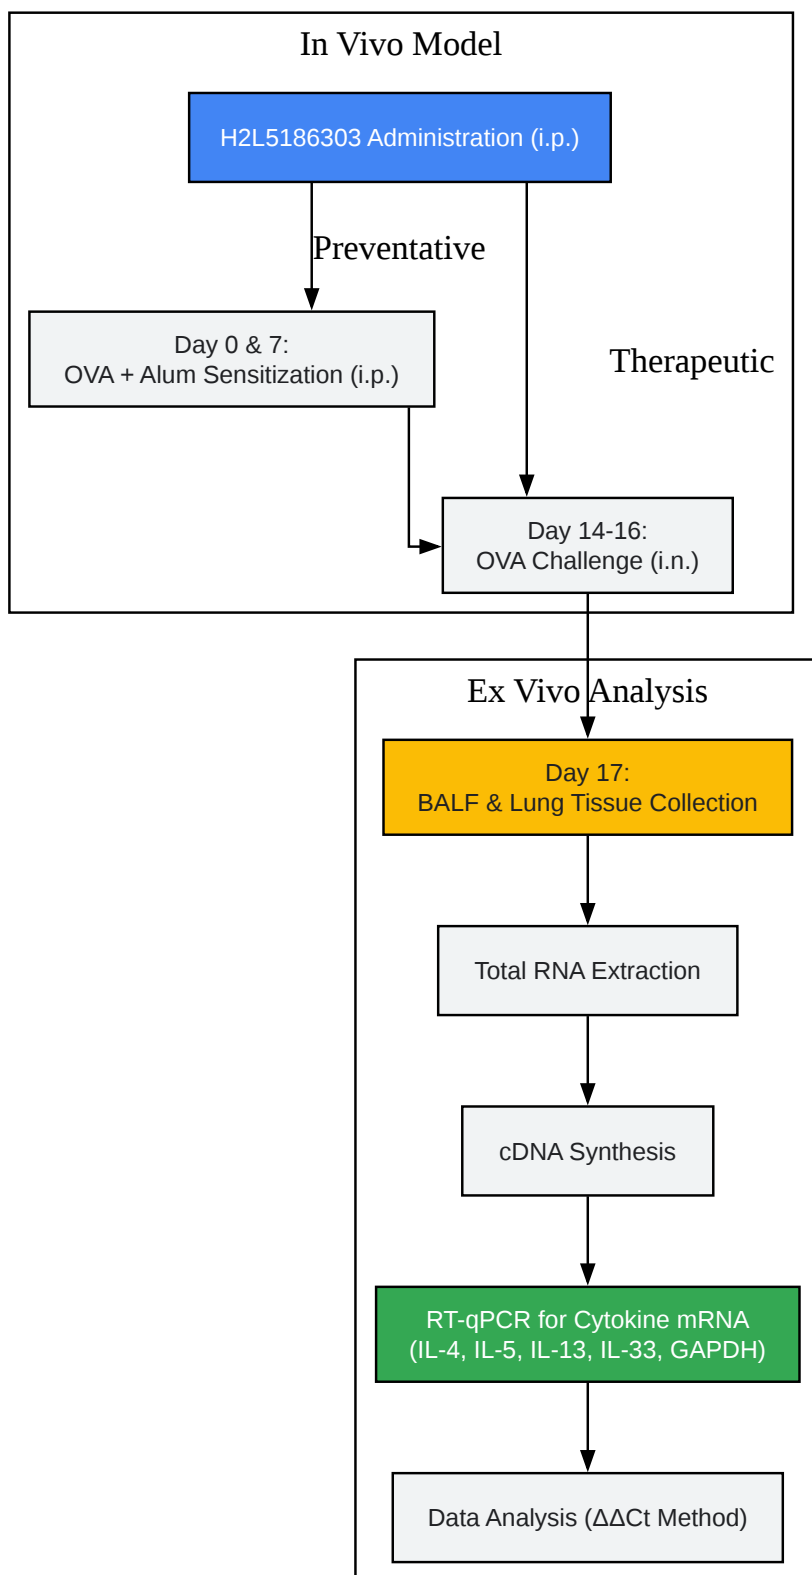 In Vivo Model
H2L5186303 Administration (i.p.)
Preventative
Day 0 & 7:
OVA + Alum Sensitization (i.p.)
Therapeutic
Day 14-16:
OVA Challenge (i.n.)
Ex Vivo Analysis
Day 17:
BALF & Lung Tissue Collection
Total RNA Extraction
cDNA Synthesis
RT-qPCR for Cytokine mRNA
(IL-4, IL-5, IL-13, IL-33, GAPDH)
Data Analysis (ΔΔCt Method)